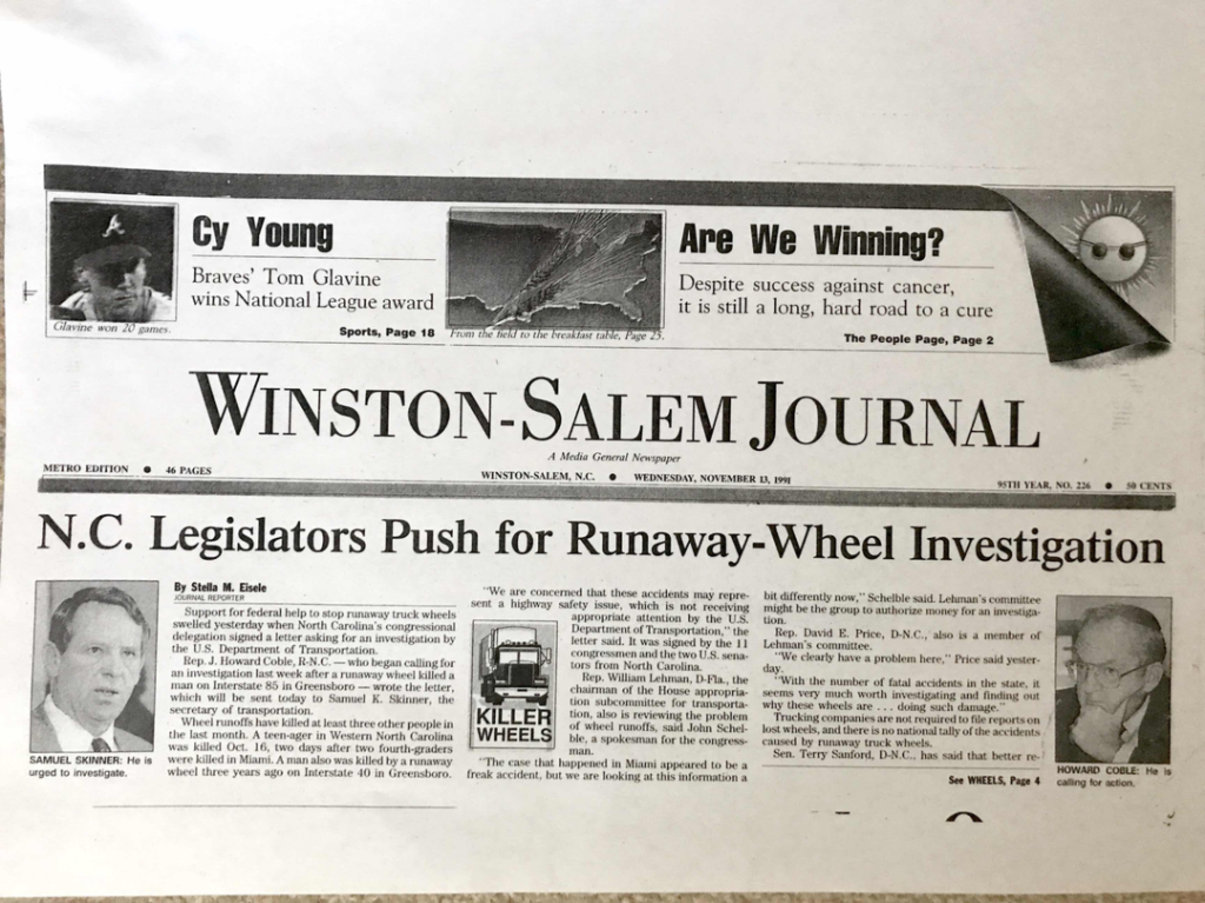 Cy Young
Braves' Tom Glavine
wins National League award
Sports, Page 18
Glavine won 20 games.
From the field to the breakfast table, Page 25.
Are We Winning?
Despite success against cancer,
it is still a long, hard road to a cure
The People Page, Page 2
WINSTON-SALEM JOURNAL
A Media General Newspaper
METRO EDITION ● 46 PAGES
WINSTON-SALEM, N.C. ● WEDNESDAY, NOVEMBER 13, 1991
95TH YEAR, NO. 226 ● 50 CENTS
N.C. Legislators Push for Runaway-Wheel Investigation
SAMUEL SKINNER: He is
urged to investigate.
By Stella M. Eisele
JOURNAL REPORTER
Support for federal help to stop runaway truck wheels
swelled yesterday when North Carolina's congressional
delegation signed a letter asking for an investigation by
the U.S. Department of Transportation.
Rep. J. Howard Coble, R-N.C. — who began calling for
an investigation last week after a runaway wheel killed a
man on Interstate 85 in Greensboro — wrote the letter,
which will be sent today to Samuel K. Skinner, the
secretary of transportation.
Wheel runoffs have killed at least three other people in
the last month. A teen-ager in Western North Carolina
was killed Oct. 16, two days after two fourth-graders
were killed in Miami. A man also was killed by a runaway
wheel three years ago on Interstate 40 in Greensboro.
"We are concerned that these accidents may repre-
sent a highway safety issue, which is not receiving
appropriate attention by the U.S.
Department of Transportation," the
letter said. It was signed by the 11
congressmen and the two U.S. sena-
tors from North Carolina.
Rep. William Lehman, D-Fla., the
chairman of the House appropria-
tion subcommittee for transporta-
tion, also is reviewing the problem
of wheel runoffs, said John Schel-
ble, a spokesman for the congress-
man.
"The case that happened in Miami appeared to be a
freak accident, but we are looking at this information a
KILLER
WHEELS
bit differently now," Schelble said. Lehman's committee
might be the group to authorize money for an investiga-
tion.
Rep. David E. Price, D-N.C., also is a member of
Lehman's committee.
"We clearly have a problem here," Price said yester-
day.
"With the number of fatal accidents in the state, it
seems very much worth investigating and finding out
why these wheels are . . . doing such damage."
Trucking companies are not required to file reports on
lost wheels, and there is no national tally of the accidents
caused by runaway truck wheels.
Sen. Terry Sanford, D-N.C., has said that better re-
See WHEELS, Page 4
HOWARD COBLE: He is
calling for action.